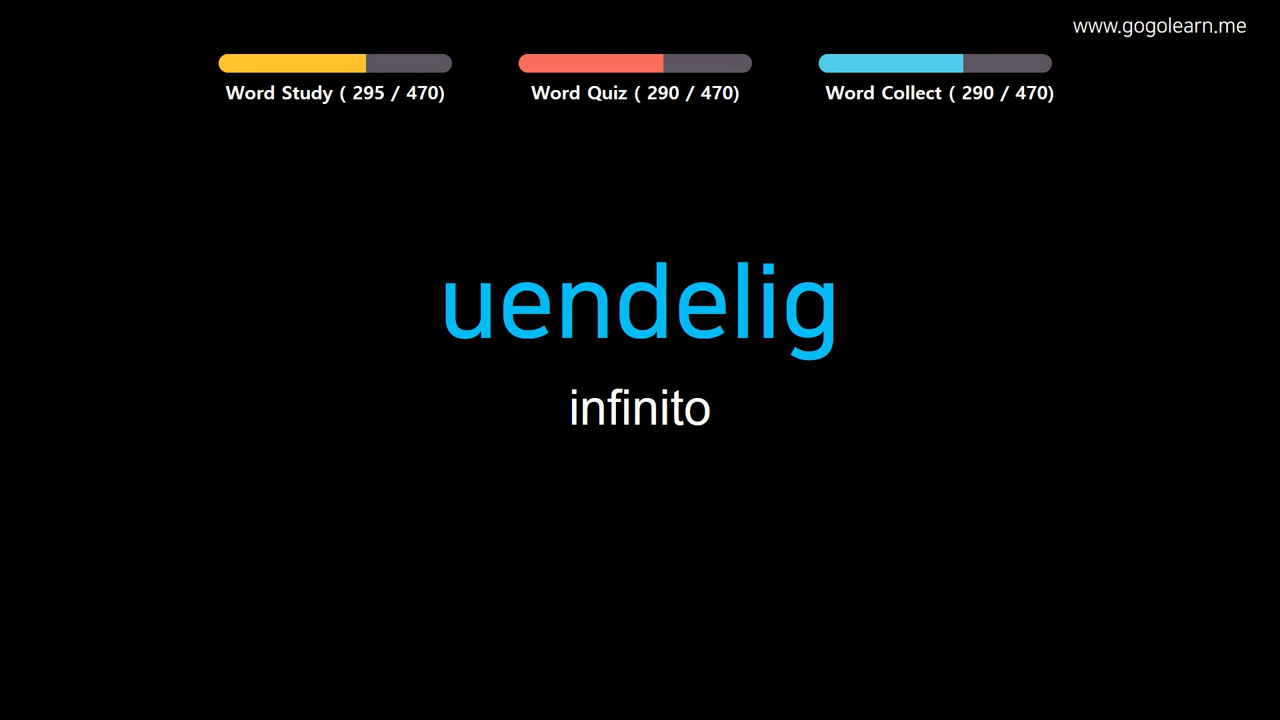 www.gogolearn.me
Word Study ( 295 / 470)
Word Quiz ( 290 / 470)
Word Collect ( 290 / 470)
uendelig
infinito